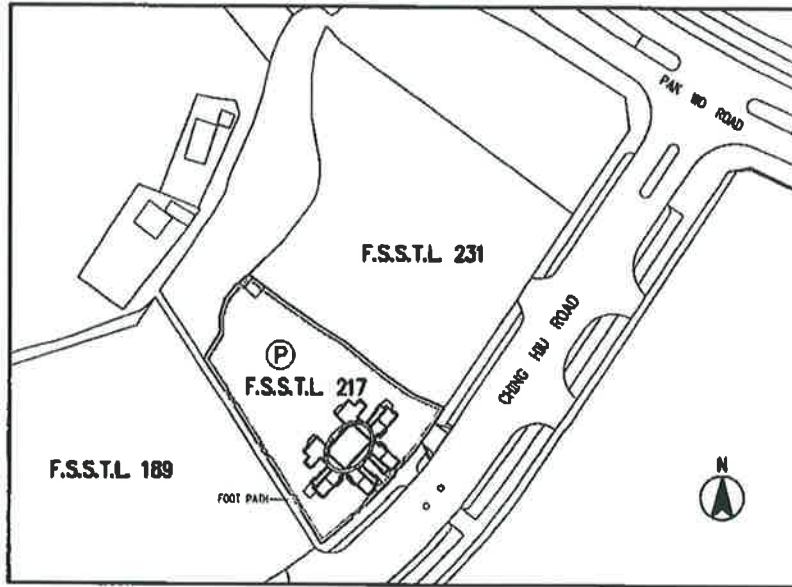 PAK WO ROAD
F.S.S.T.L. 231
CHING HIU ROAD
P
F.S.S.T.L. 217
F.S.S.T.L. 189
FOOT PATH
N